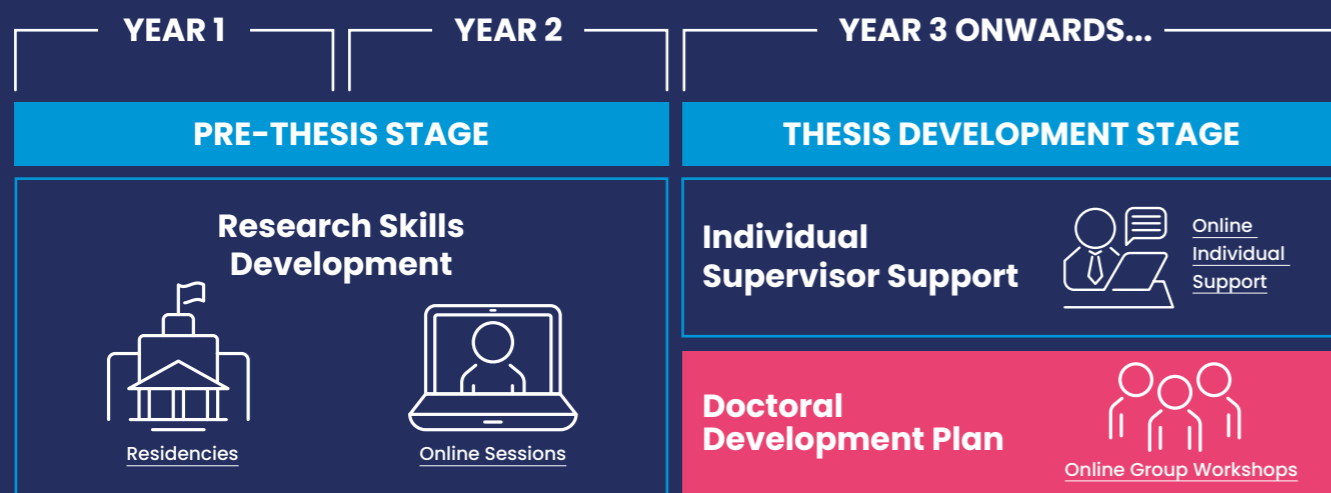 YEAR 1
YEAR 2
YEAR 3 ONWARDS...
PRE-THESIS STAGE
THESIS DEVELOPMENT STAGE
Research Skills
Development
Residencies
Online Sessions
Individual
Supervisor Support
Online
Individual
Support
Doctoral
Development Plan
Online Group Workshops